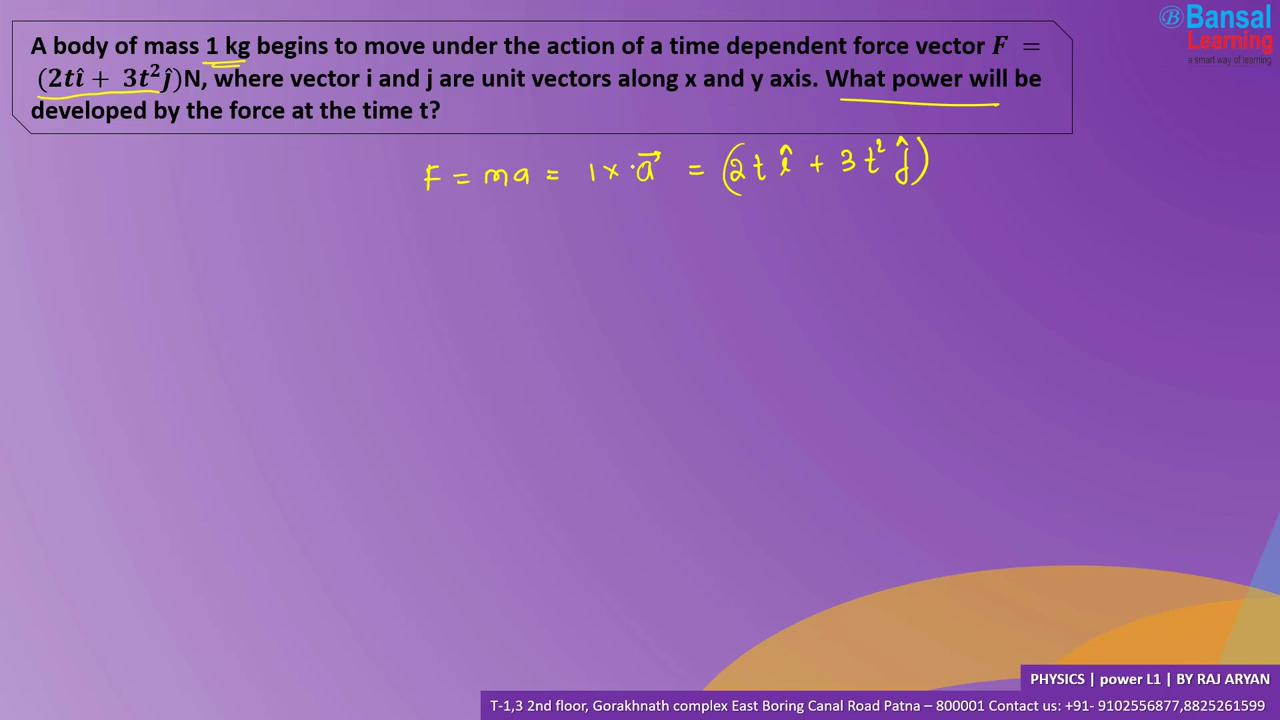 Bansal
Learning
a smart way of learning
A body of mass 1 kg begins to move under the action of a time dependent force vector F =
(2tî + 3t²ĵ)N, where vector i and j are unit vectors along x and y axis. What power will be
developed by the force at the time t?
F = ma = 1 × a⃗ = (2t î + 3t² ĵ)
PHYSICS | power L1 | BY RAJ ARYAN
T-1,3 2nd floor, Gorakhnath complex East Boring Canal Road Patna – 800001 Contact us: +91- 9102556877,8825261599